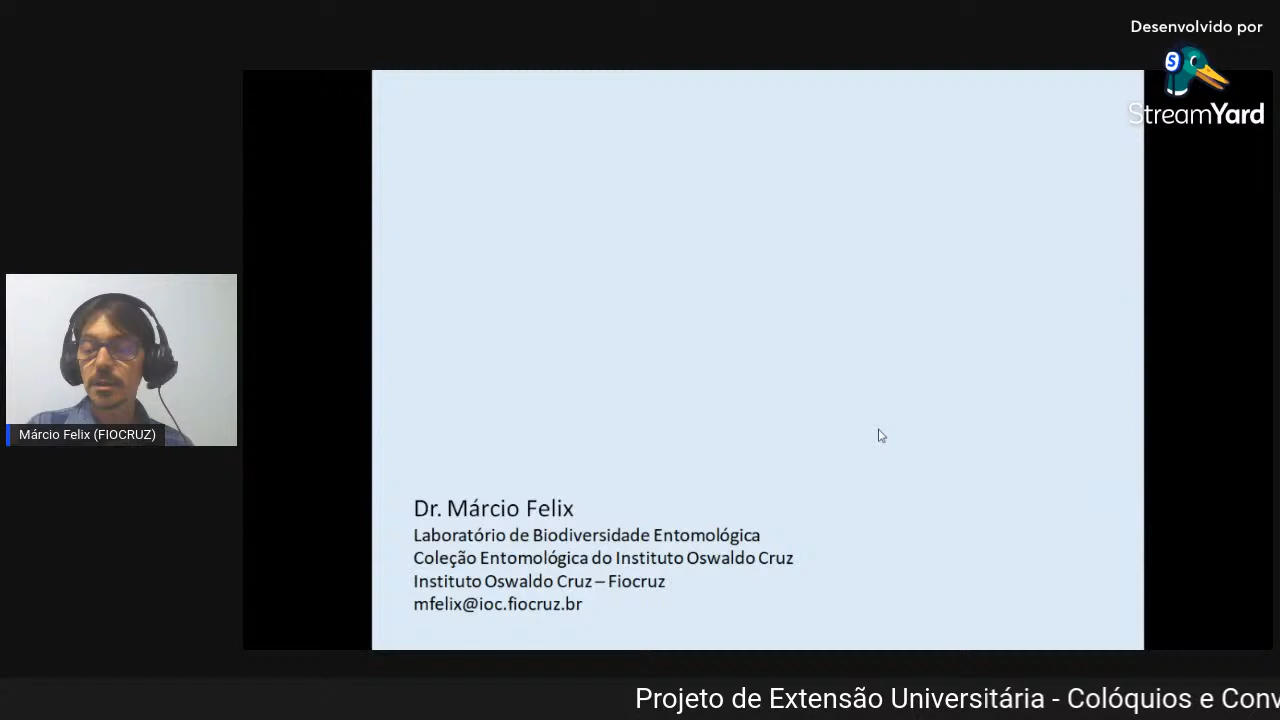 Desenvolvido por
S
StreamYard
Márcio Felix (FIOCRUZ)
Dr. Márcio Felix
Laboratório de Biodiversidade Entomológica
Coleção Entomológica do Instituto Oswaldo Cruz
Instituto Oswaldo Cruz – Fiocruz
mfelix@ioc.fiocruz.br
Projeto de Extensão Universitária - Colóquios e Conv